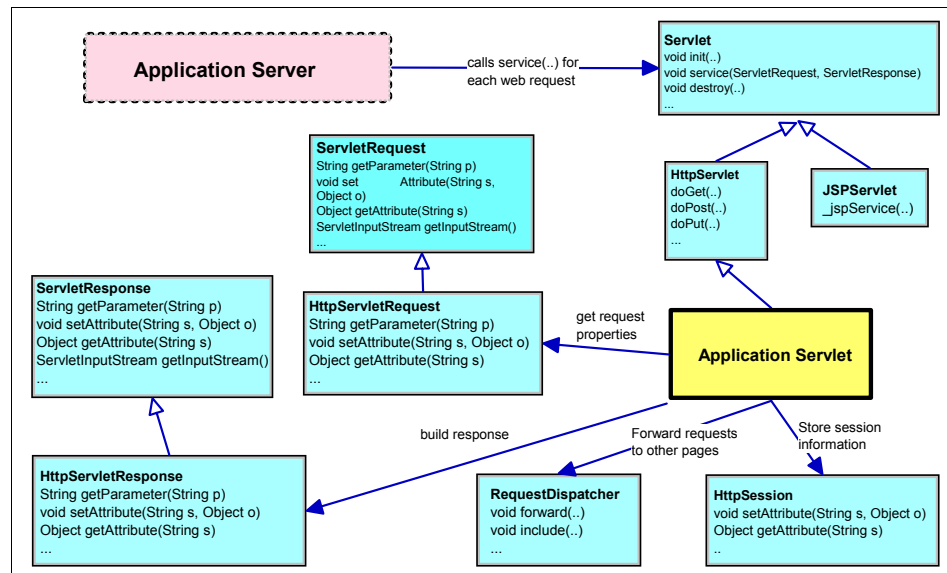 Application Server
calls service(..) for
each web request
Servlet
void init(..)
void service(ServletRequest, ServletResponse)
void destroy(..)
...
ServletRequest
String getParameter(String p)
void set Attribute(String s,
Object o)
Object getAttribute(String s)
ServletInputStream getInputStream()
...
HttpServlet
doGet(..)
doPost(..)
doPut(..)
...
JSPServlet
_jspService(..)
ServletResponse
String getParameter(String p)
void setAttribute(String s, Object o)
Object getAttribute(String s)
ServletInputStream getInputStream()
...
HttpServletRequest
String getParameter(String p)
void setAttribute(String s, Object o)
Object getAttribute(String s)
...
get request
properties
Application Servlet
build response
Forward requests
to other pages
Store session
information
HttpServletResponse
String getParameter(String p)
void setAttribute(String s, Object o)
Object getAttribute(String s)
...
RequestDispatcher
void forward(..)
void include(..)
...
HttpSession
void setAttribute(String s, Object o)
Object getAttribute(String s)
..